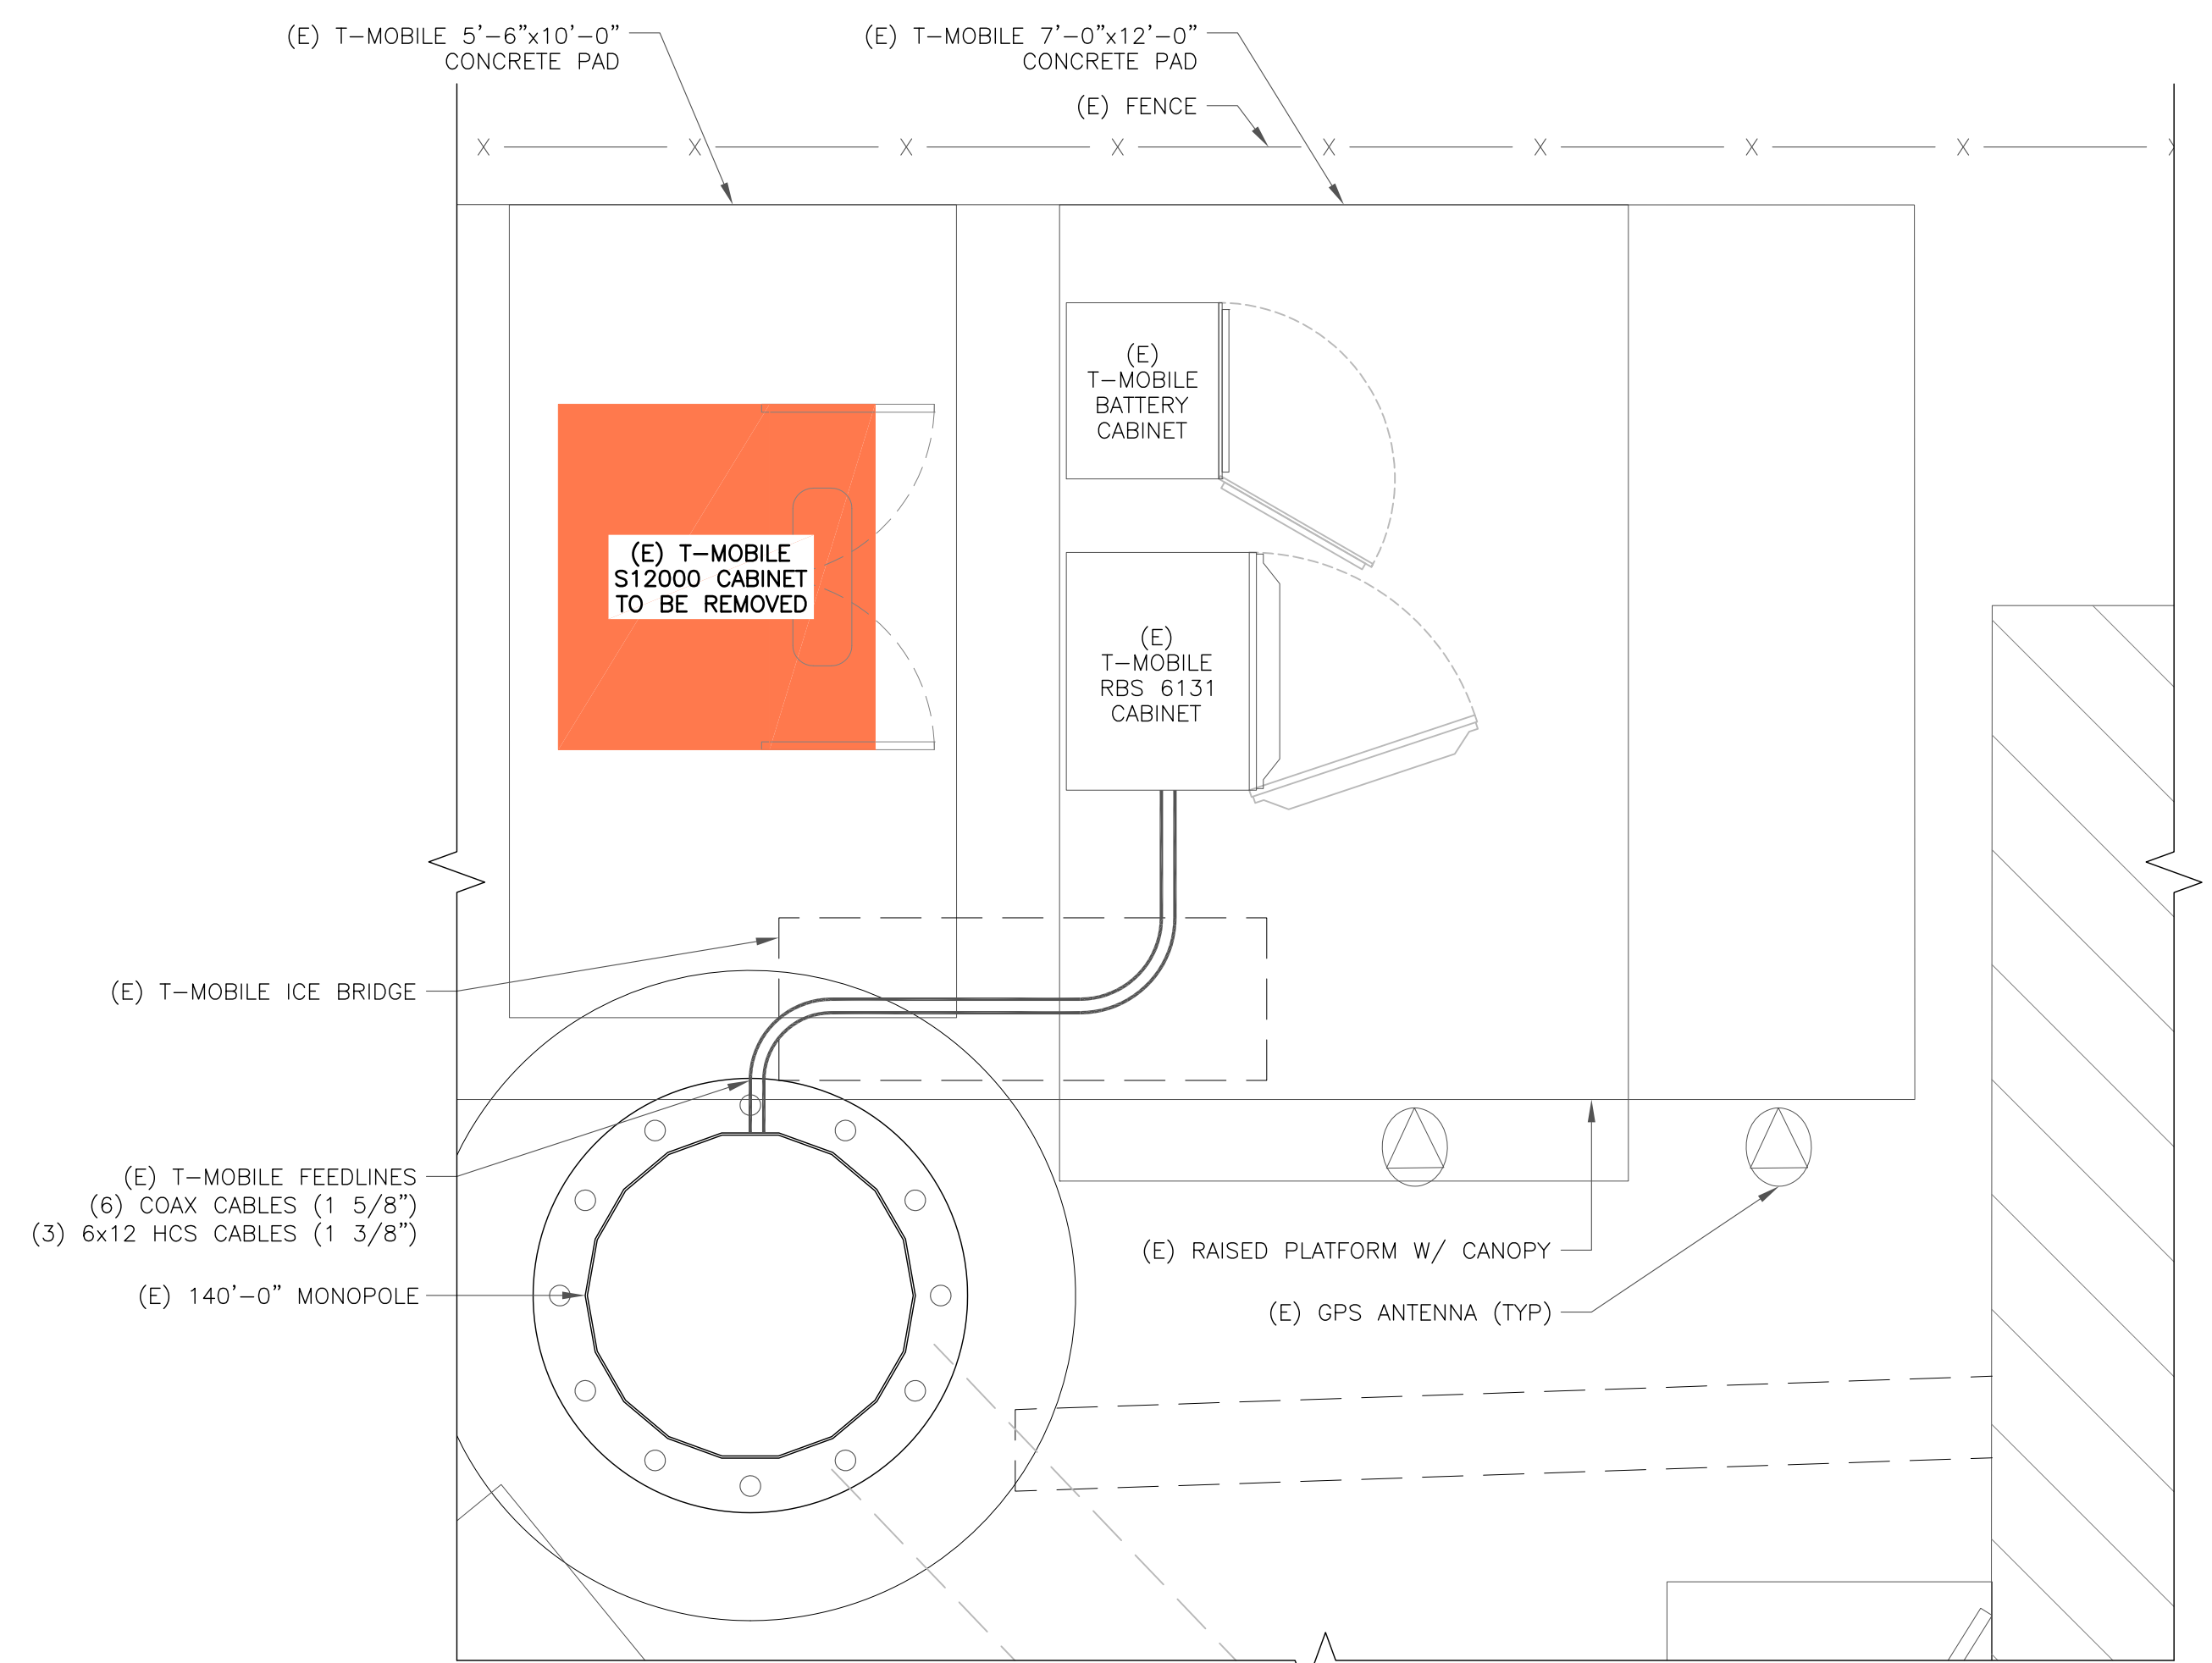 (E) T-MOBILE 5'-6"x10'-0"
CONCRETE PAD
(E) T-MOBILE 7'-0"x12'-0"
CONCRETE PAD
(E) FENCE
X X X X X X X X
(E)
T-MOBILE
BATTERY
CABINET
(E) T-MOBILE
S12000 CABINET
TO BE REMOVED
(E)
T-MOBILE
RBS 6131
CABINET
(E) T-MOBILE ICE BRIDGE
(E) T-MOBILE FEEDLINES
(6) COAX CABLES (1 5/8")
(3) 6x12 HCS CABLES (1 3/8")
(E) 140'-0" MONOPOLE
(E) RAISED PLATFORM W/ CANOPY
(E) GPS ANTENNA (TYP)